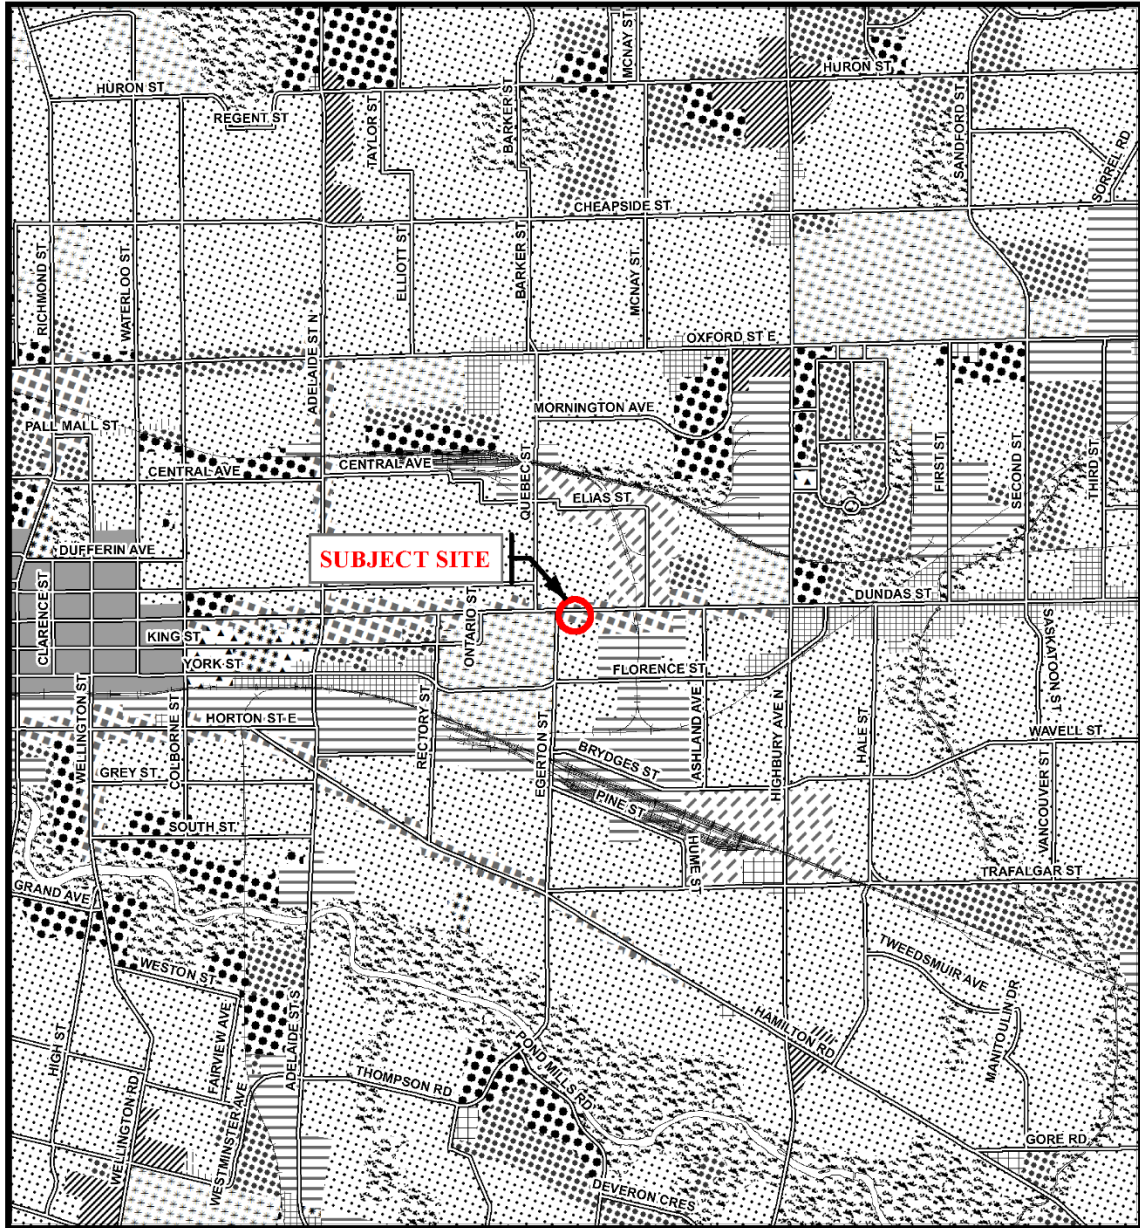 MCNAY ST
HURON ST
HURON ST
BARKER ST
TAYLOR ST
REGENT ST
SANDFORD ST
SORREL RD
CHEAPSIDE ST
RICHMOND ST
WATERLOO ST
ELLIOTT ST
BARKER ST
MCNAY ST
ADELAIDE ST N
OXFORD ST E
MORNINGTON AVE
PALL MALL ST
CENTRAL AVE
CENTRAL AVE
QUEBEC ST
ELIAS ST
FIRST ST
SECOND ST
THIRD ST
DUFFERIN AVE
SUBJECT SITE
CLARENCE ST
ONTARIO ST
DUNDAS ST
KING ST
YORK ST
FLORENCE ST
SASKATOON ST
WELLINGTON ST
COLBORNE ST
HORTON ST E
RECTORY ST
EGERTON ST
ASHLAND AVE
HIGHBURY AVE N
HALE ST
WAVELL ST
BRYDGES ST
GREY ST
PINE ST
VANCOUVER ST
SOUTH ST
HUME ST
TRAFALGAR ST
GRAND AVE
WESTON ST
TWEEDSMUIR AVE
MANITOULIN DR
HIGH ST
FAIRVIEW AVE
ADELAIDE ST S
HAMILTON RD
POND MILLS RD
THOMPSON RD
WELLINGTON RD
WESTMINSTER AVE
GORE RD
DEVERON CRES